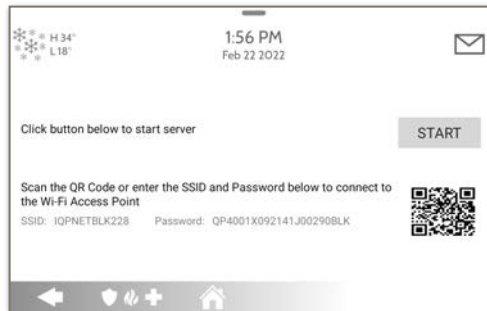 H 34°
L 18°
1:56 PM
Feb 22 2022
Click button below to start server
START
Scan the QR Code or enter the SSID and Password below to connect to
the Wi-Fi Access Point
SSID: IQPNETBLK228 Password: QP4001X092141J00290BLK